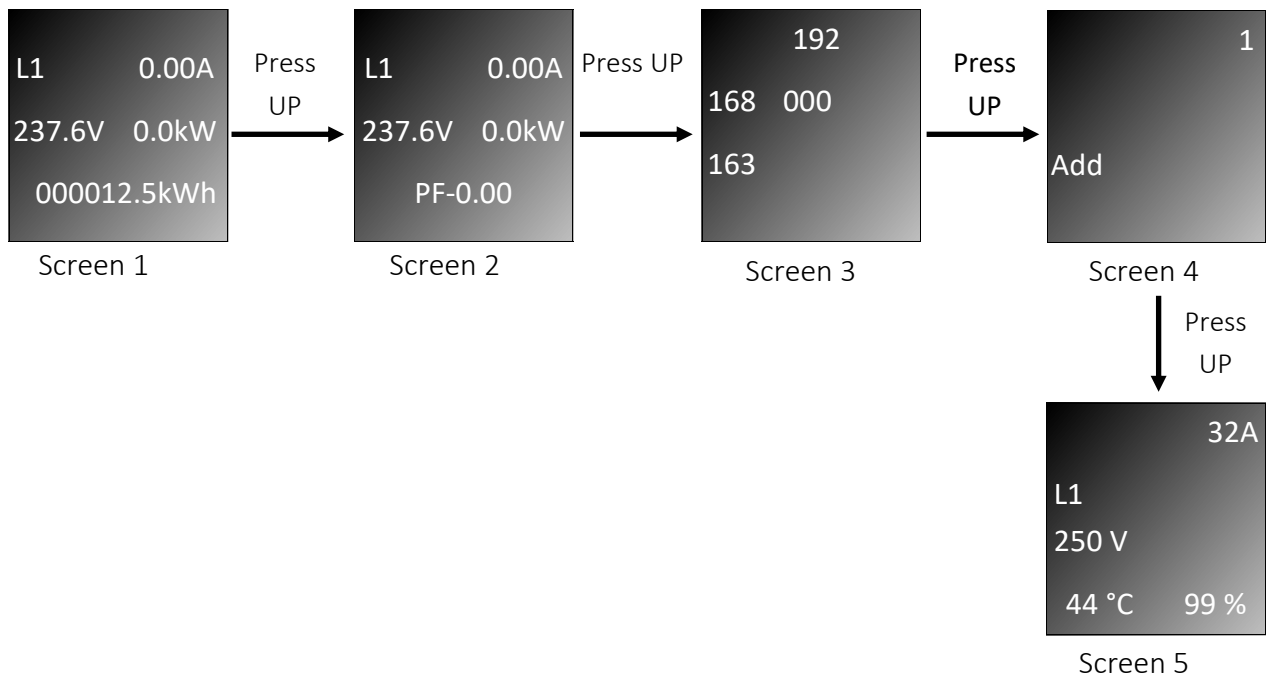 L1 0.00A
237.6V 0.0kW
000012.5kWh
Screen 1
Press
UP
L1 0.00A
237.6V 0.0kW
PF-0.00
Screen 2
Press UP
192
168 000
163
Screen 3
Press
UP
1
Add
Screen 4
Press
UP
32A
L1
250 V
44 °C 99 %
Screen 5